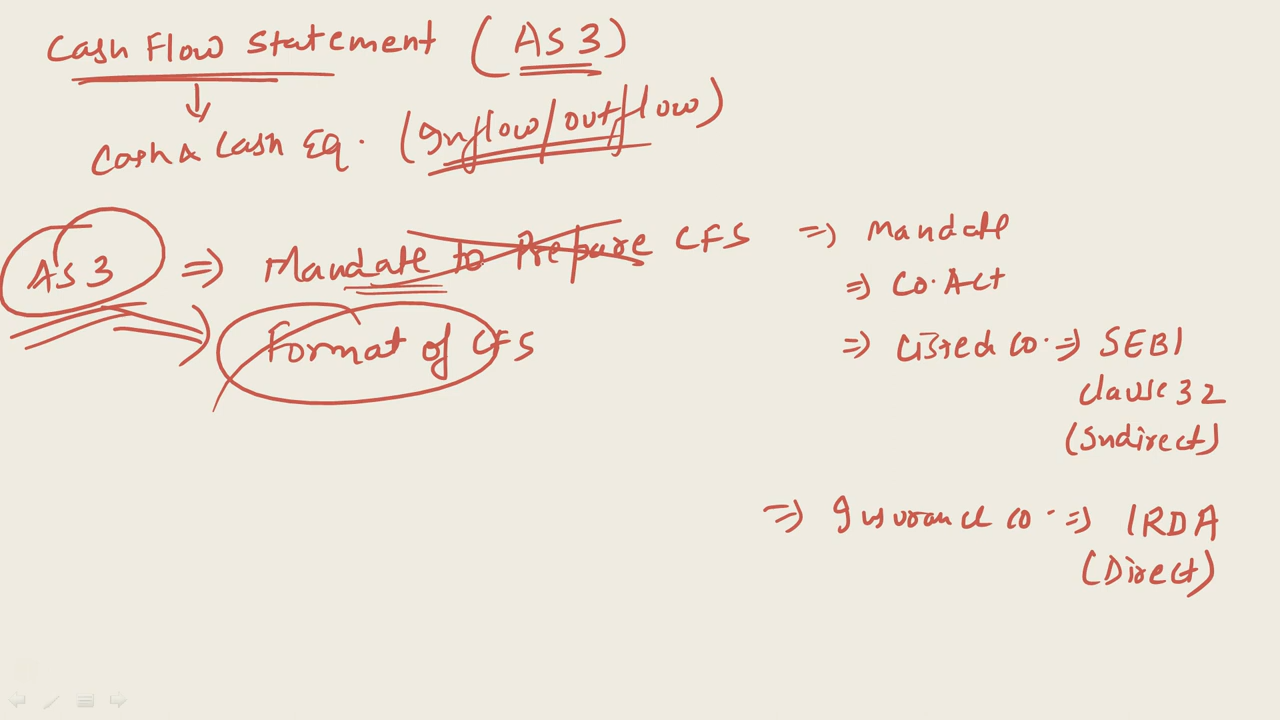 Cash Flow Statement (AS 3)
Cash & Cash Eq. (Inflow/outflow)
AS 3 => Mandate to Prepare CFS => Mandate
=> Co. Act
Format of CFS => Listed Co. => SEBI
Clause 32
(Indirect)
=> Insurance Co. => IRDA
(Direct)